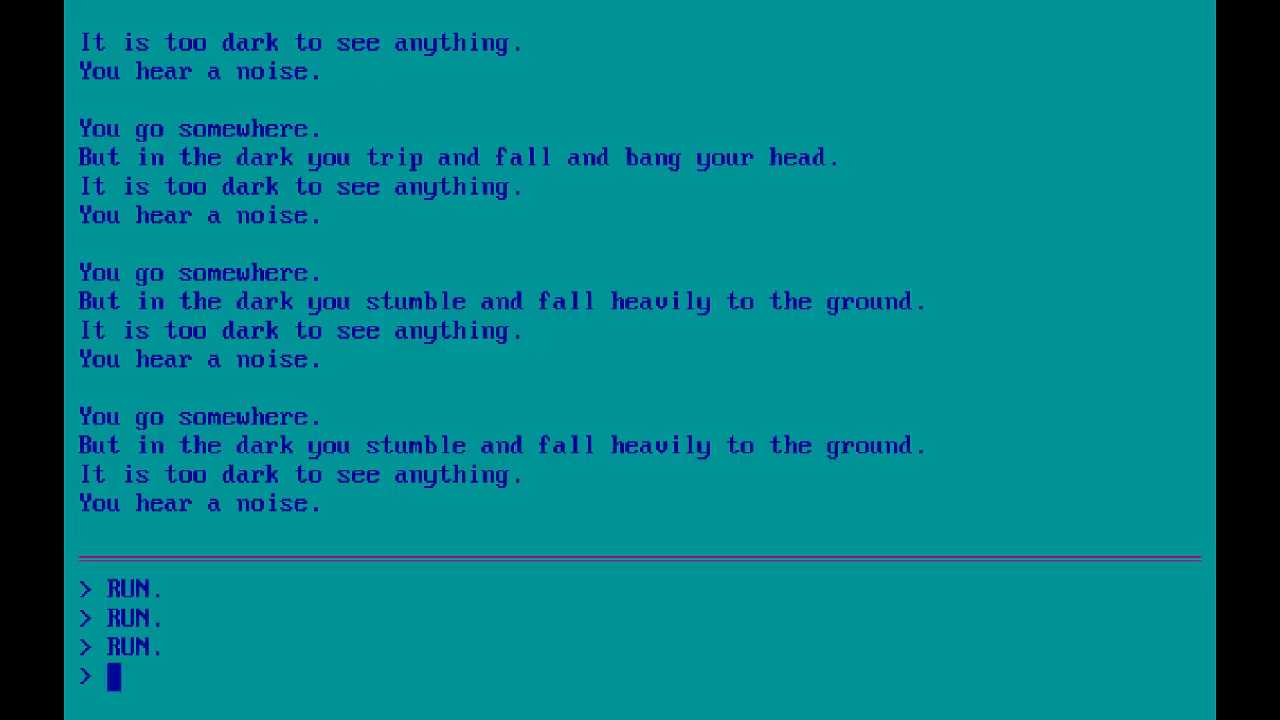 It is too dark to see anything.
You hear a noise.
You go somewhere.
But in the dark you trip and fall and bang your head.
It is too dark to see anything.
You hear a noise.
You go somewhere.
But in the dark you stumble and fall heavily to the ground.
It is too dark to see anything.
You hear a noise.
You go somewhere.
But in the dark you stumble and fall heavily to the ground.
It is too dark to see anything.
You hear a noise.
> RUN.
> RUN.
> RUN.
>